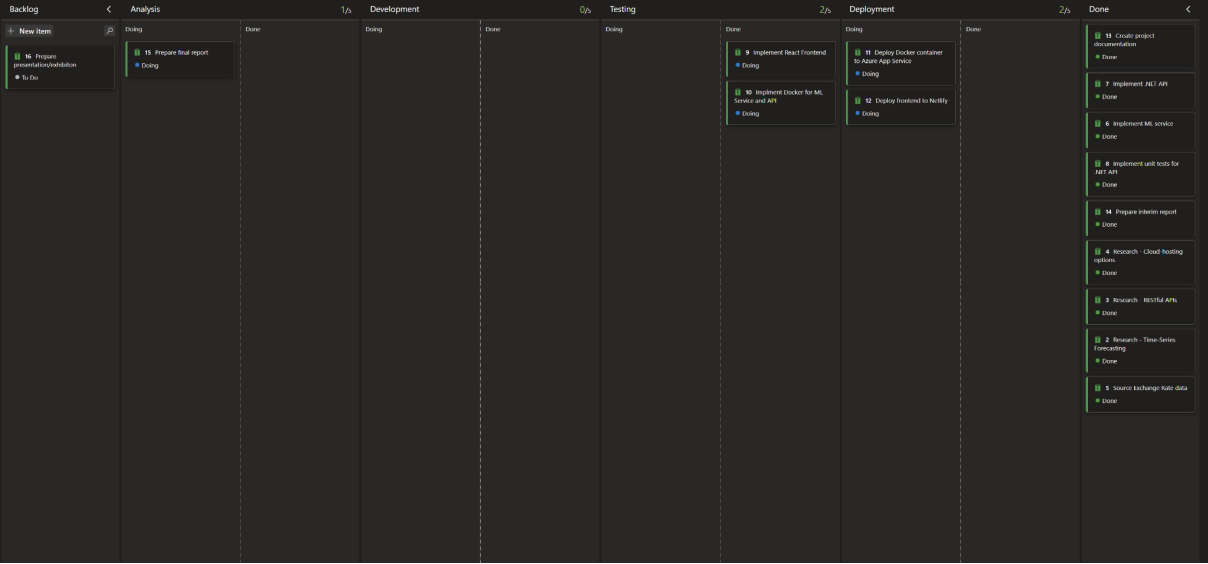 Backlog
New item
16 Prepare
presentation/exhibiton
To Do
Analysis 1/5
Doing
Done
15 Prepare final report
Doing
Development 0/5
Doing
Done
Testing 2/5
Doing
Done
9 Implement React Frontend
Doing
10 Implment Docker for ML
Service and API
Doing
Deployment 2/5
Doing
Done
11 Deploy Docker container
to Azure App Service
Doing
12 Deploy frontend to Netlify
Doing
Done
13 Create project
documentation
Done
7 Implement .NET API
Done
6 Implement ML service
Done
8 Implement unit tests for
.NET API
Done
14 Prepare interim report
Done
4 Research - Cloud-hosting
options
Done
3 Research - RESTful APIs
Done
2 Research - Time-Series
Forecasting
Done
5 Source Exchange Rate data
Done